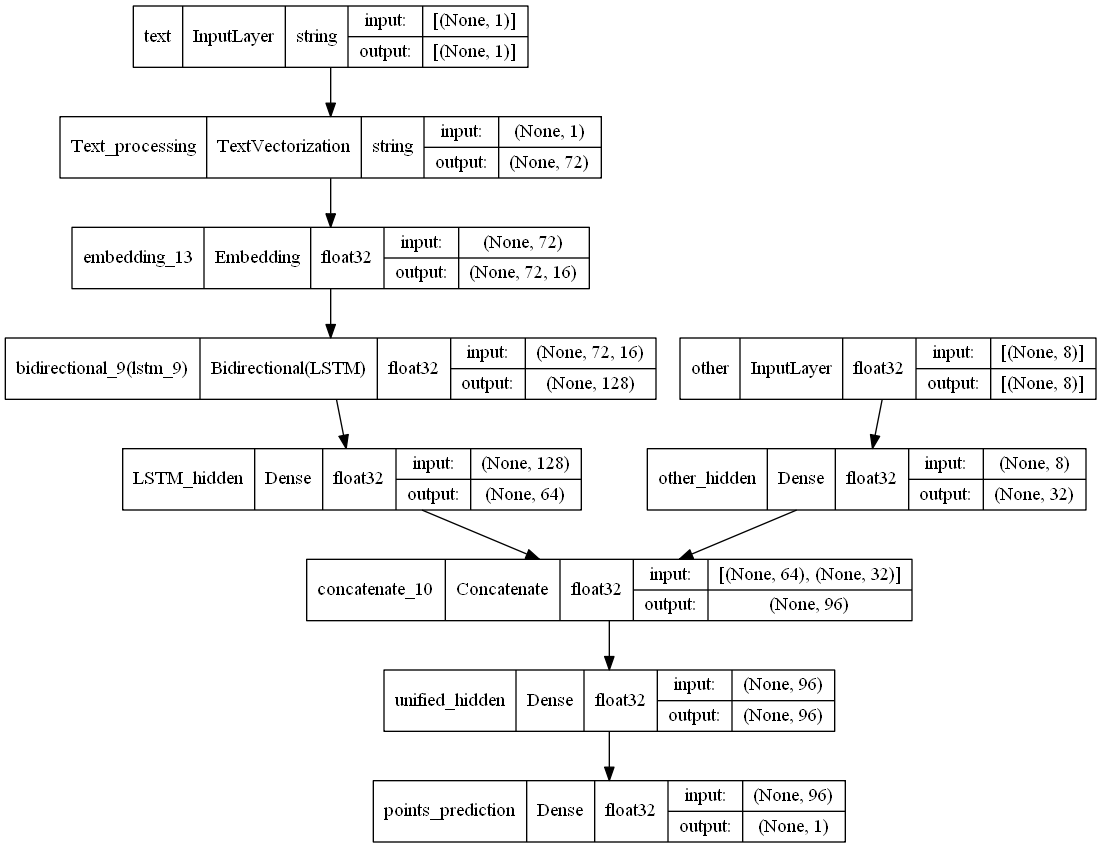 text InputLayer string input: [(None, 1)]
output: [(None, 1)]
Text_processing TextVectorization string input: (None, 1)
output: (None, 72)
embedding_13 Embedding float32 input: (None, 72)
output: (None, 72, 16)
bidirectional_9(lstm_9) Bidirectional(LSTM) float32 input: (None, 72, 16)
output: (None, 128)
other InputLayer float32 input: [(None, 8)]
output: [(None, 8)]
LSTM_hidden Dense float32 input: (None, 128)
output: (None, 64)
other_hidden Dense float32 input: (None, 8)
output: (None, 32)
concatenate_10 Concatenate float32 input: [(None, 64), (None, 32)]
output: (None, 96)
unified_hidden Dense float32 input: (None, 96)
output: (None, 96)
points_prediction Dense float32 input: (None, 96)
output: (None, 1)